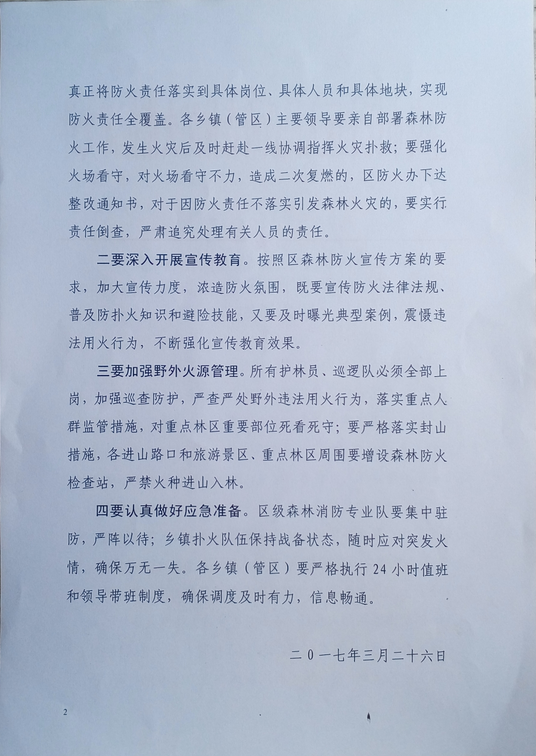 真正将防火责任落实到具体岗位、具体人员和具体地块，实现
防火责任全覆盖。各乡镇（管区）主要领导要亲自部署森林防
火工作，发生火灾后及时赶赴一线协调指挥火灾扑救；要强化
火场看守，对火场看守不力，造成二次复燃的，区防火办下达
整改通知书，对于因防火责任不落实引发森林火灾的，要实行
责任倒查，严肃追究处理有关人员的责任。
二要深入开展宣传教育。按照区森林防火宣传方案的要
求，加大宣传力度，浓造防火氛围，既要宣传防火法律法规、
普及防扑火知识和避险技能，又要及时曝光典型案例，震慑违
法用火行为，不断强化宣传教育效果。
三要加强野外火源管理。所有护林员、巡逻队必须全部上
岗，加强巡查防护，严查严处野外违法用火行为，落实重点人
群监管措施，对重点林区重要部位死看死守；要严格落实封山
措施，各进山路口和旅游景区、重点林区周围要增设森林防火
检查站，严禁火种进山入林。
四要认真做好应急准备。区级森林消防专业队要集中驻
防，严阵以待；乡镇扑火队伍保持战备状态，随时应对突发火
情，确保万无一失。各乡镇（管区）要严格执行 24 小时值班
和领导带班制度，确保调度及时有力，信息畅通。
二0一七年三月二十六日
2